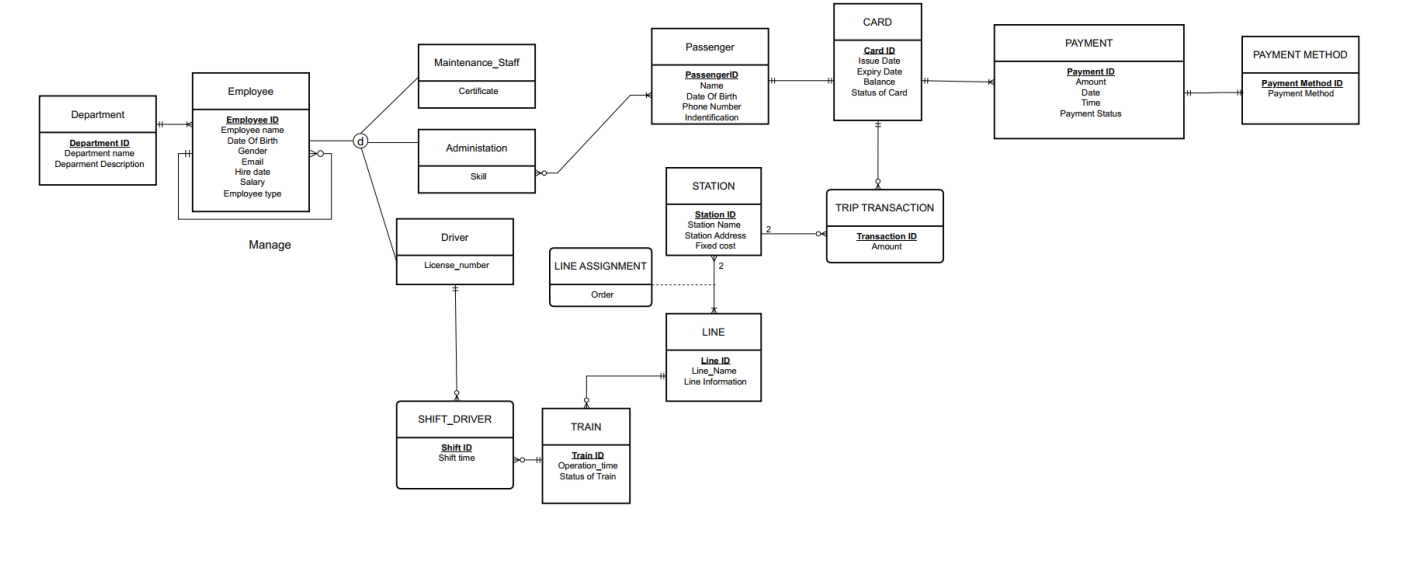 Department
Department ID
Department name
Deparment Description
Employee
Employee ID
Employee name
Date Of Birth
Gender
Email
Hire date
Salary
Employee type
Manage
d
Maintenance_Staff
Certificate
Administation
Skill
Driver
License_number
Passenger
PassengerID
Name
Date Of Birth
Phone Number
Indentification
CARD
Card ID
Issue Date
Expiry Date
Balance
Status of Card
PAYMENT
Payment ID
Amount
Date
Time
Payment Status
PAYMENT METHOD
Payment Method ID
Payment Method
STATION
Station ID
Station Name
Station Address
Fixed cost
2
2
TRIP TRANSACTION
Transaction ID
Amount
LINE ASSIGNMENT
Order
LINE
Line ID
Line_Name
Line Information
SHIFT_DRIVER
Shift ID
Shift time
TRAIN
Train ID
Operation_time
Status of Train